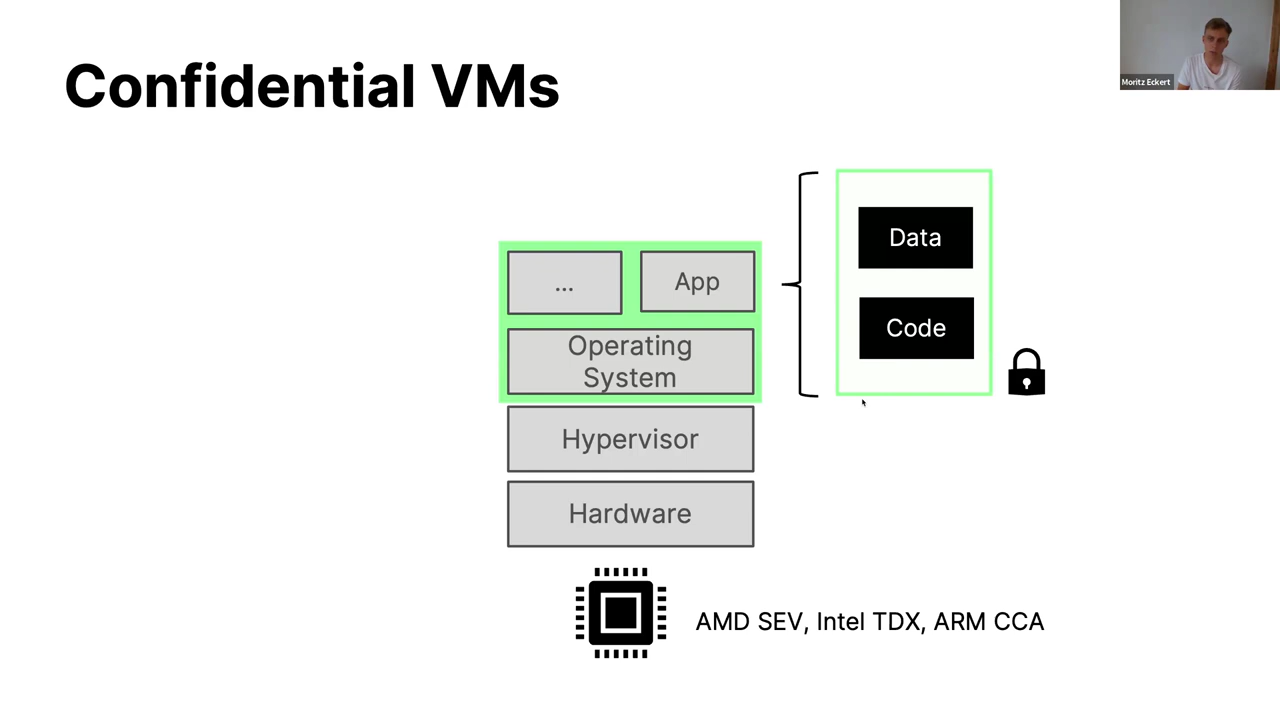 Confidential VMs
Moritz Eckert
Data
... App
Code
Operating
System
Hypervisor
Hardware
AMD SEV, Intel TDX, ARM CCA